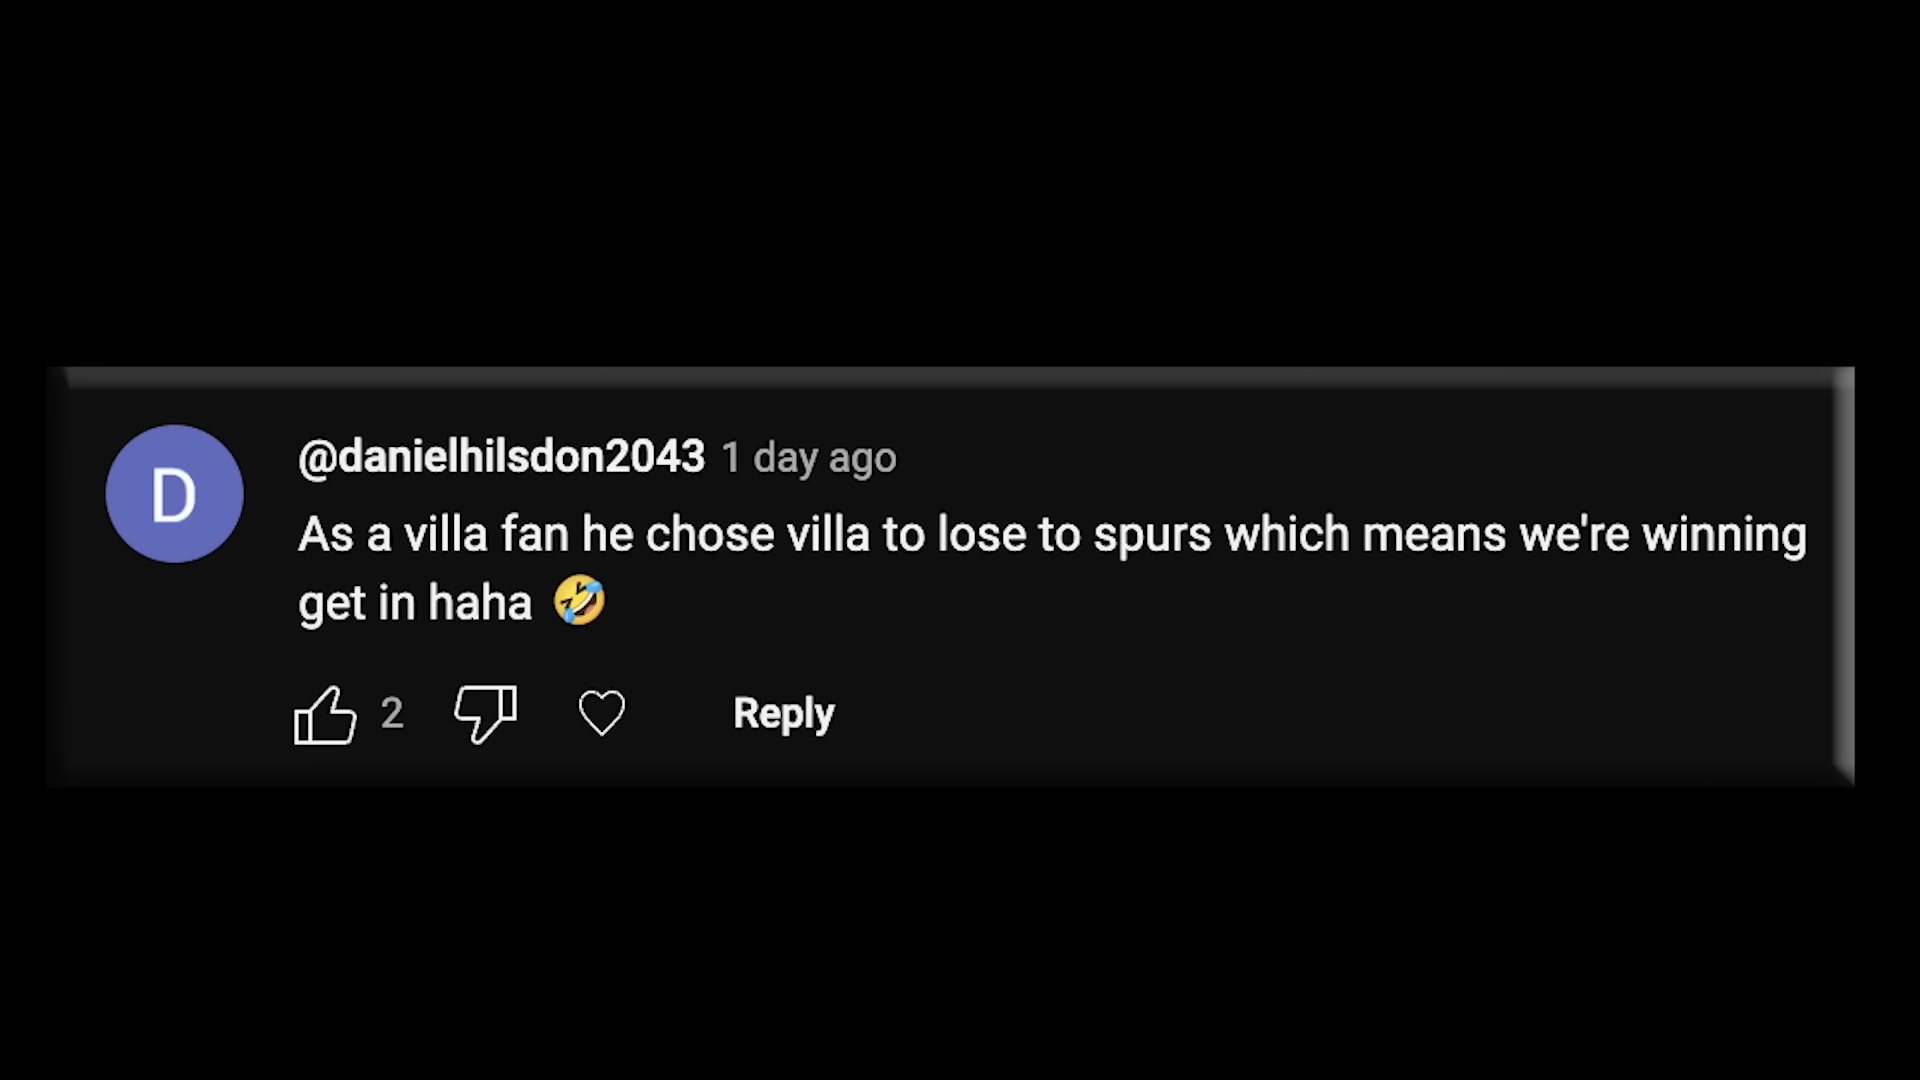 D
@danielhilsdon2043 1 day ago
As a villa fan he chose villa to lose to spurs which means we're winning
get in haha 🤣
2
Reply